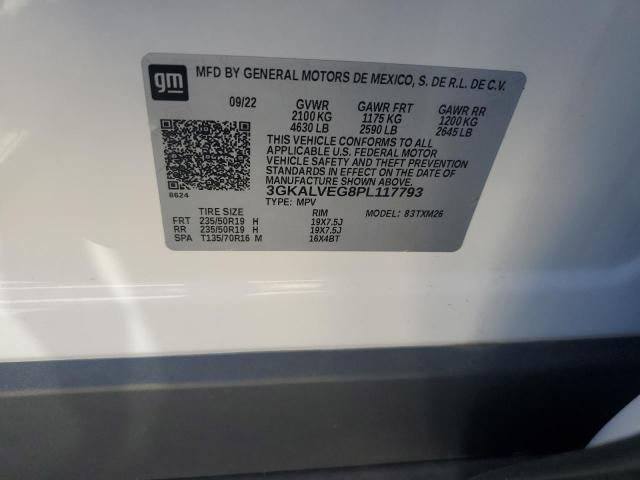 gm
MFD BY GENERAL MOTORS DE MEXICO, S. DE R.L. DE C.V.
09/22 GVWR GAWR FRT GAWR RR
2100 KG 1175 KG 1200 KG
4630 LB 2590 LB 2645 LB
THIS VEHICLE CONFORMS TO ALL
APPLICABLE U.S. FEDERAL MOTOR
VEHICLE SAFETY AND THEFT PREVENTION
STANDARDS IN EFFECT ON THE DATE OF
MANUFACTURE SHOWN ABOVE.
8624 3GKALVEG8PL117793
TYPE: MPV MODEL: 83TXM26
TIRE SIZE RIM
FRT 235/50R19 H 19X7.5J
RR 235/50R19 H 19X7.5J
SPA T135/70R16 M 16X4BT